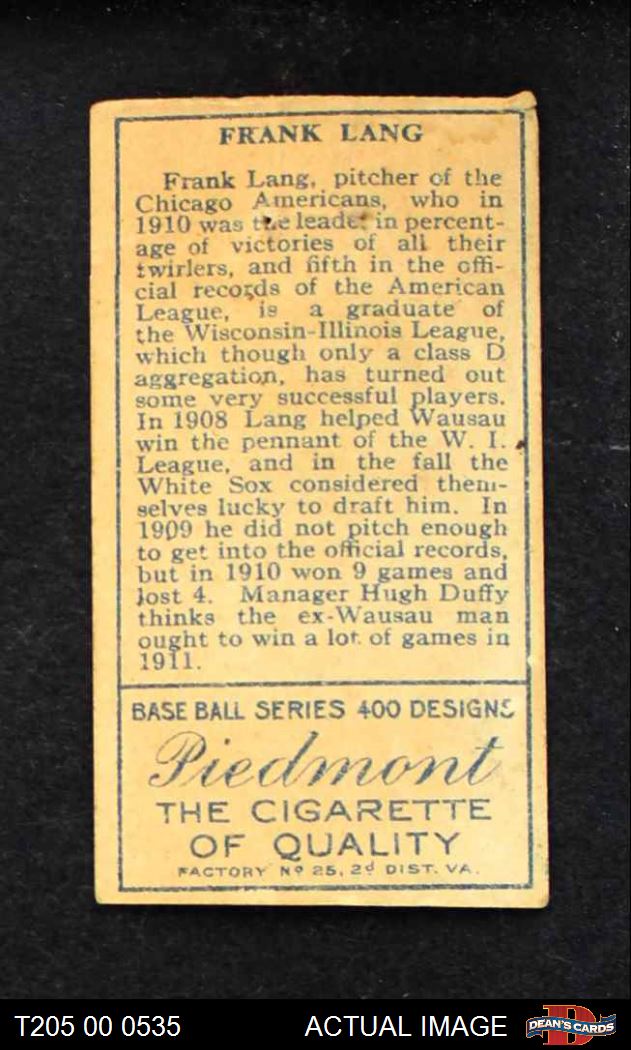 FRANK LANG
Frank Lang, pitcher of the
Chicago Americans, who in
1910 was the leader in percent-
age of victories of all their
twirlers, and fifth in the offi-
cial records of the American
League, is a graduate of
the Wisconsin-Illinois League,
which though only a class D
aggregation, has turned out
some very successful players.
In 1908 Lang helped Wausau
win the pennant of the W. I.
League, and in the fall the
White Sox considered them-
selves lucky to draft him. In
1909 he did not pitch enough
to get into the official records,
but in 1910 won 9 games and
lost 4. Manager Hugh Duffy
thinks the ex-Wausau man
ought to win a lot of games in
1911.
BASE BALL SERIES 400 DESIGNS
Piedmont
THE CIGARETTE
OF QUALITY
FACTORY Nº 25, 2d DIST. VA.
T205 00 0535 ACTUAL IMAGE D DEAN'S CARDS